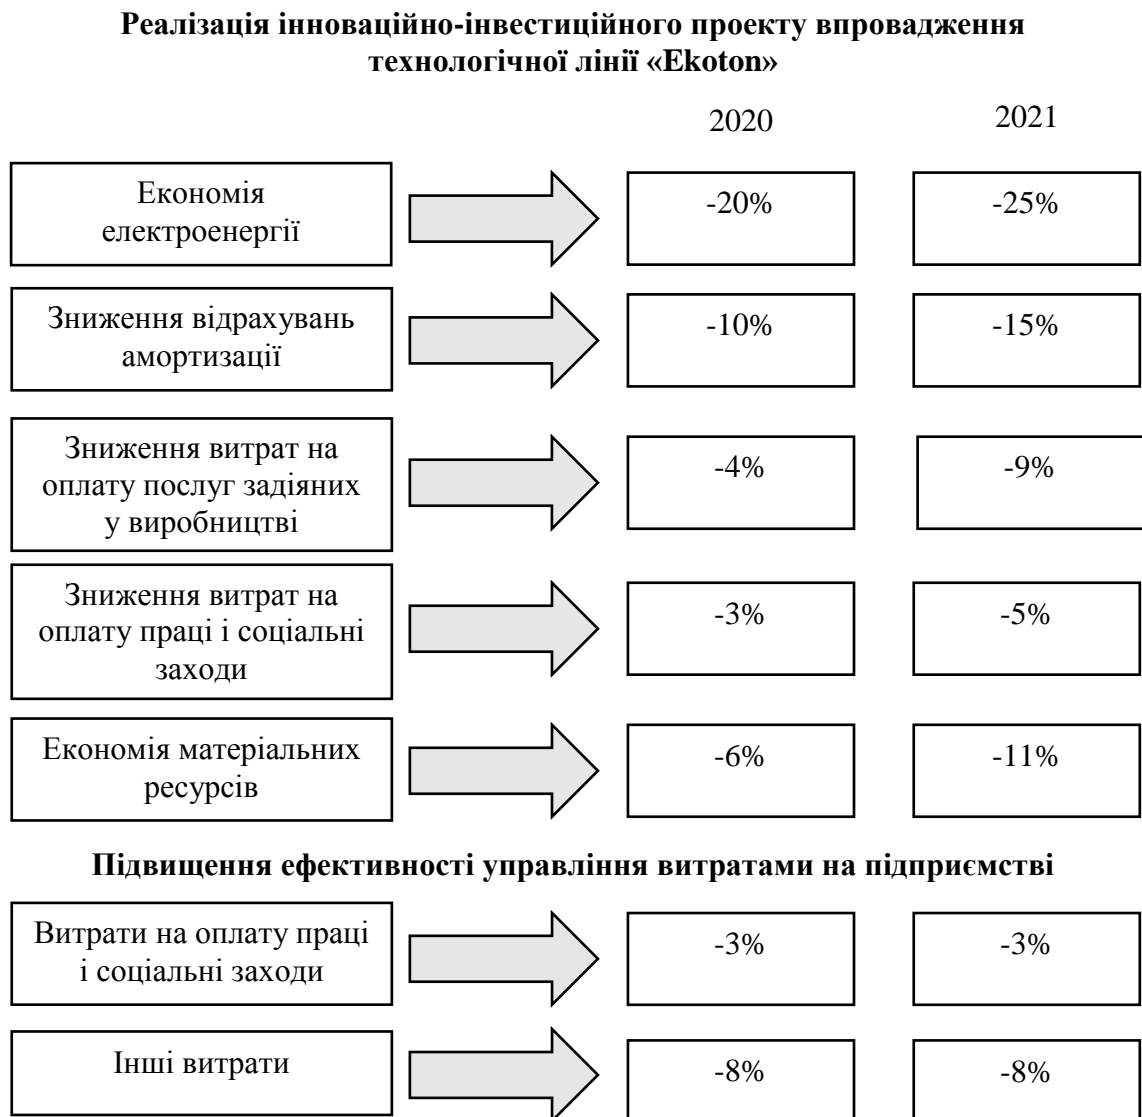 Реалізація інноваційно-інвестиційного проекту впровадження
технологічної лінії «Ekoton»
2020 2021
Економія
електроенергії
-20% -25%
Зниження відрахувань
амортизації
-10% -15%
Зниження витрат на
оплату послуг задіяних
у виробництві
-4% -9%
Зниження витрат на
оплату праці і соціальні
заходи
-3% -5%
Економія матеріальних
ресурсів
-6% -11%
Підвищення ефективності управління витратами на підприємстві
Витрати на оплату праці
і соціальні заходи
-3% -3%
Інші витрати
-8% -8%